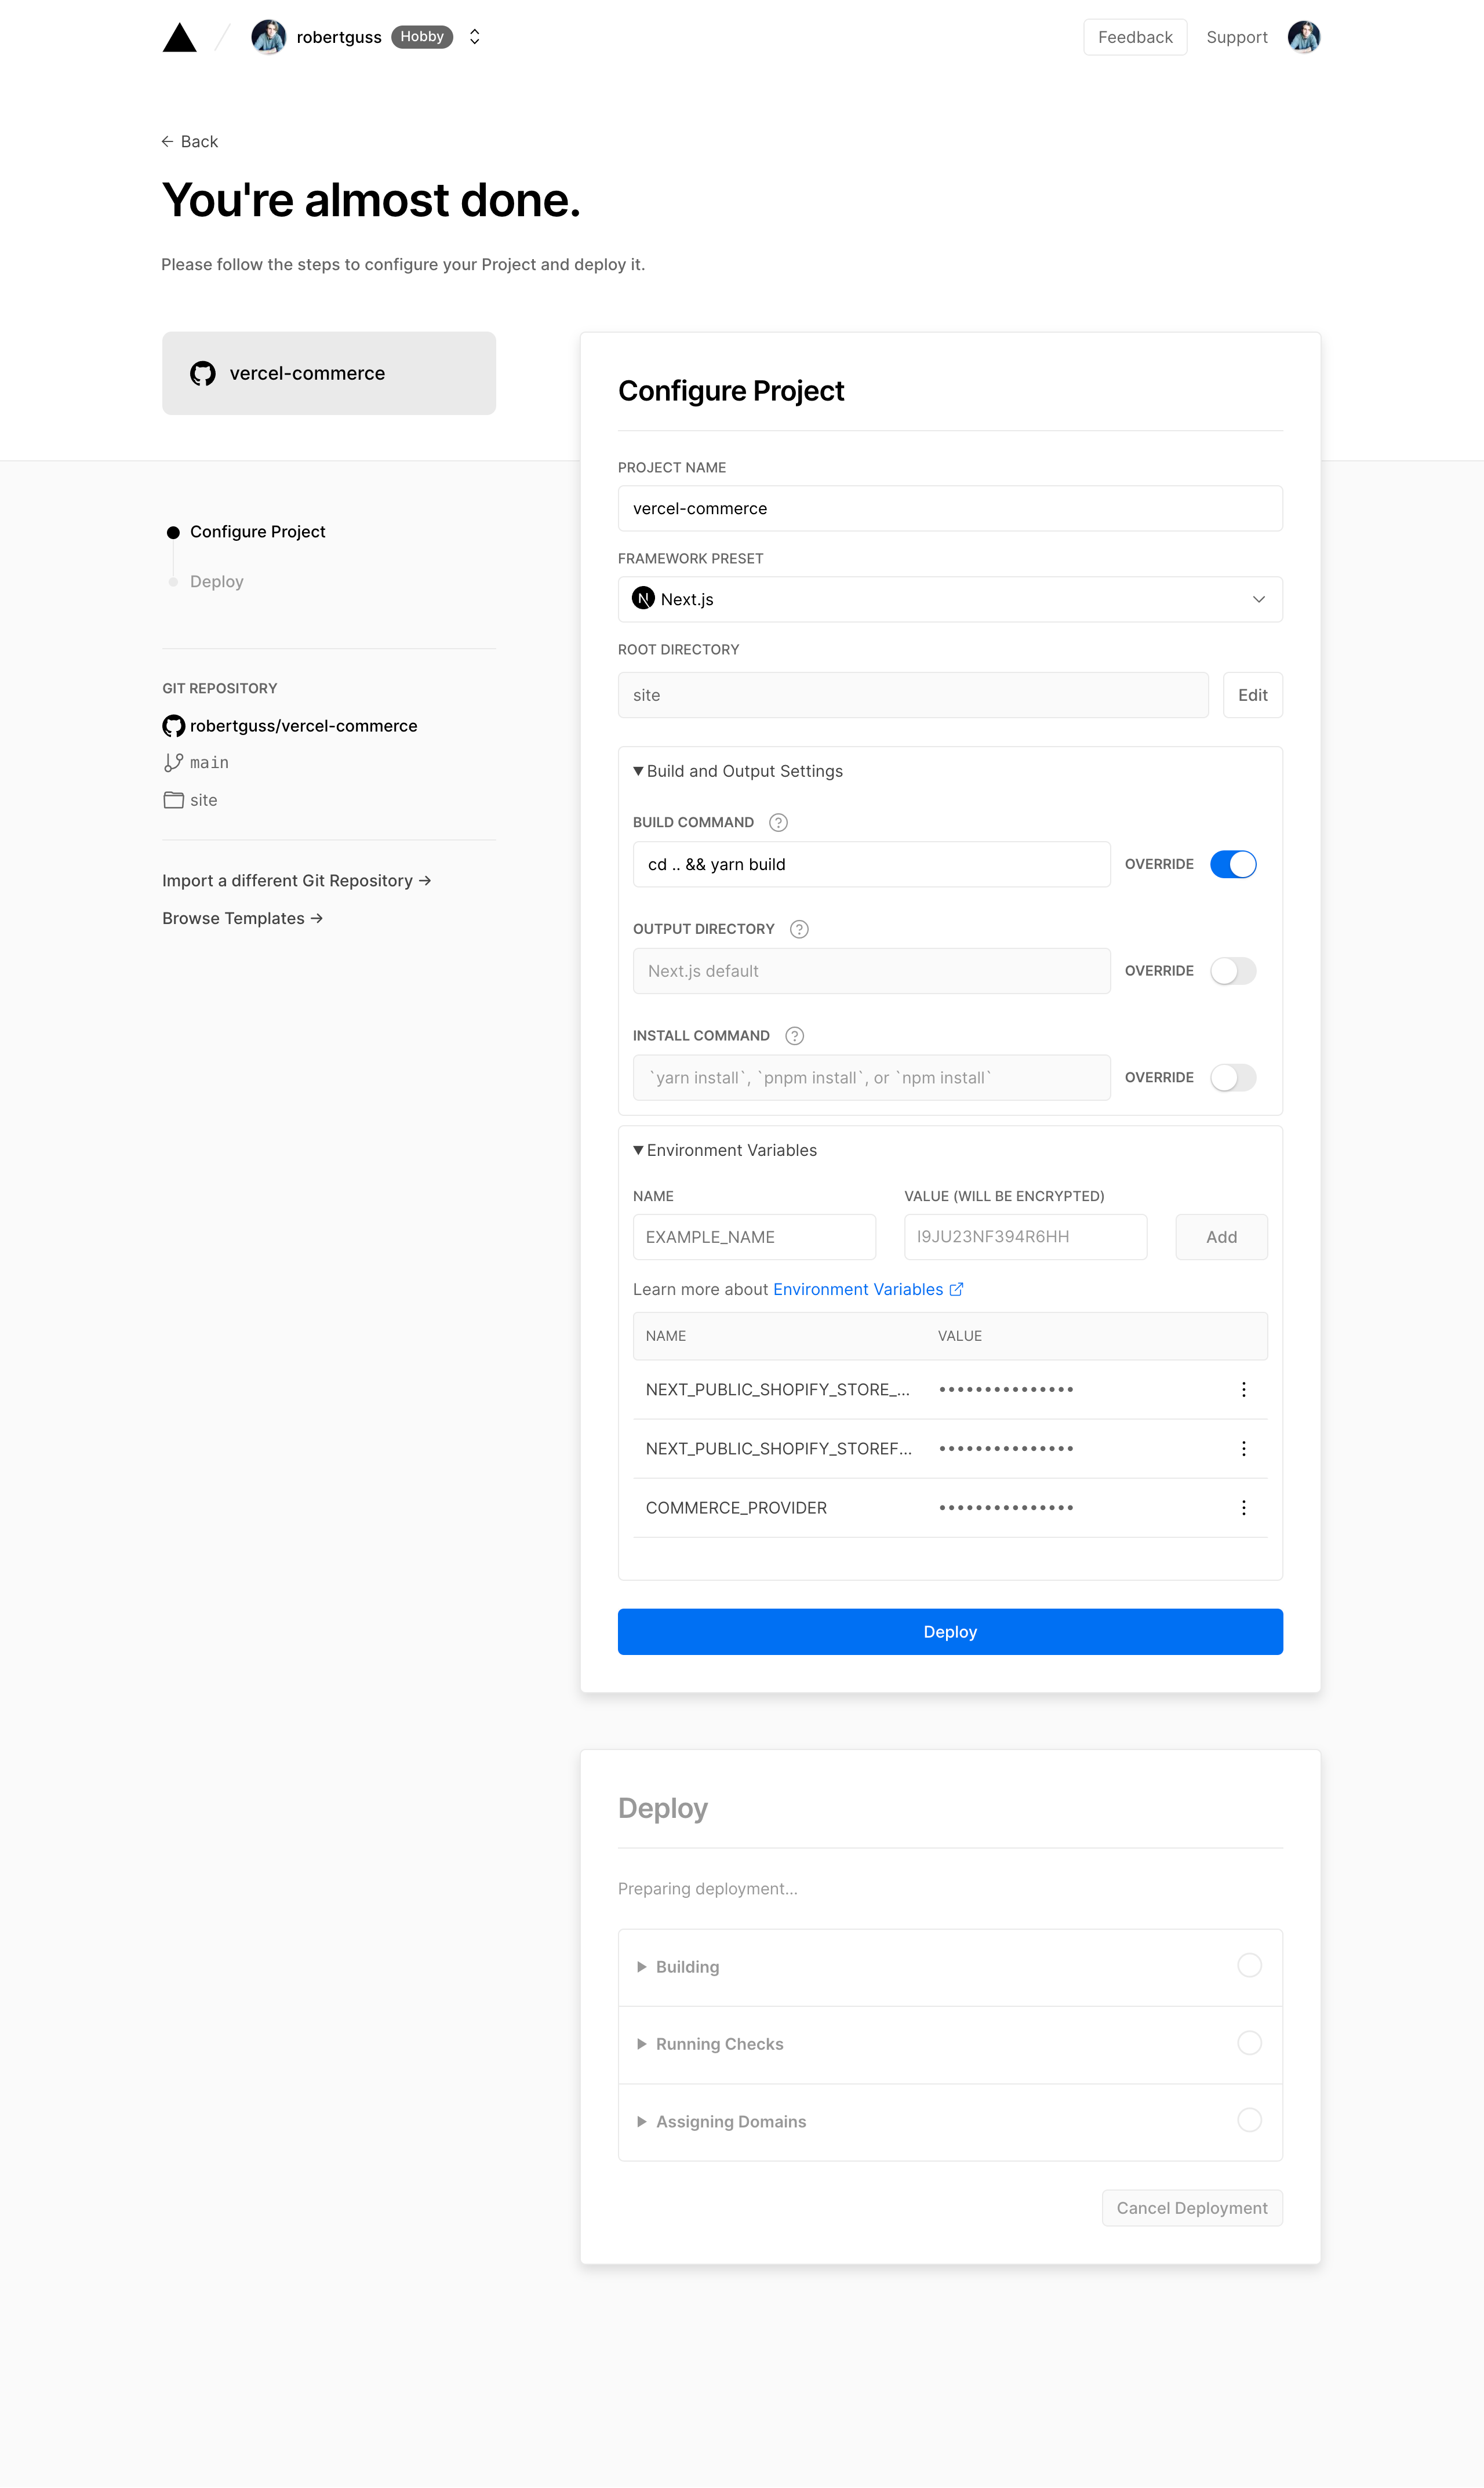 robertguss Hobby
Feedback Support
← Back
You're almost done.
Please follow the steps to configure your Project and deploy it.
vercel-commerce
Configure Project
Deploy
GIT REPOSITORY
robertguss/vercel-commerce
main
site
Import a different Git Repository →
Browse Templates →
Configure Project
PROJECT NAME
vercel-commerce
FRAMEWORK PRESET
N Next.js
ROOT DIRECTORY
site Edit
Build and Output Settings
BUILD COMMAND ?
cd .. && yarn build OVERRIDE
OUTPUT DIRECTORY ?
Next.js default OVERRIDE
INSTALL COMMAND ?
`yarn install`, `pnpm install`, or `npm install` OVERRIDE
Environment Variables
NAME VALUE (WILL BE ENCRYPTED)
EXAMPLE_NAME I9JU23NF394R6HH Add
Learn more about Environment Variables
NAME VALUE
NEXT_PUBLIC_SHOPIFY_STORE_... •••••••••••••••
NEXT_PUBLIC_SHOPIFY_STOREF... •••••••••••••••
COMMERCE_PROVIDER •••••••••••••••
Deploy
Deploy
Preparing deployment...
Building
Running Checks
Assigning Domains
Cancel Deployment